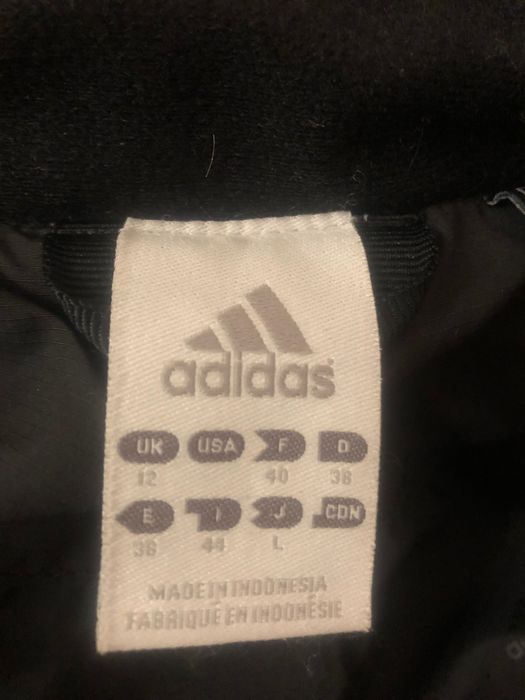 adidas
UK USA F D
12 40 38
E I J CDN
38 44 L
MADE IN INDONESIA
FABRIQUÉ EN INDONÉSIE